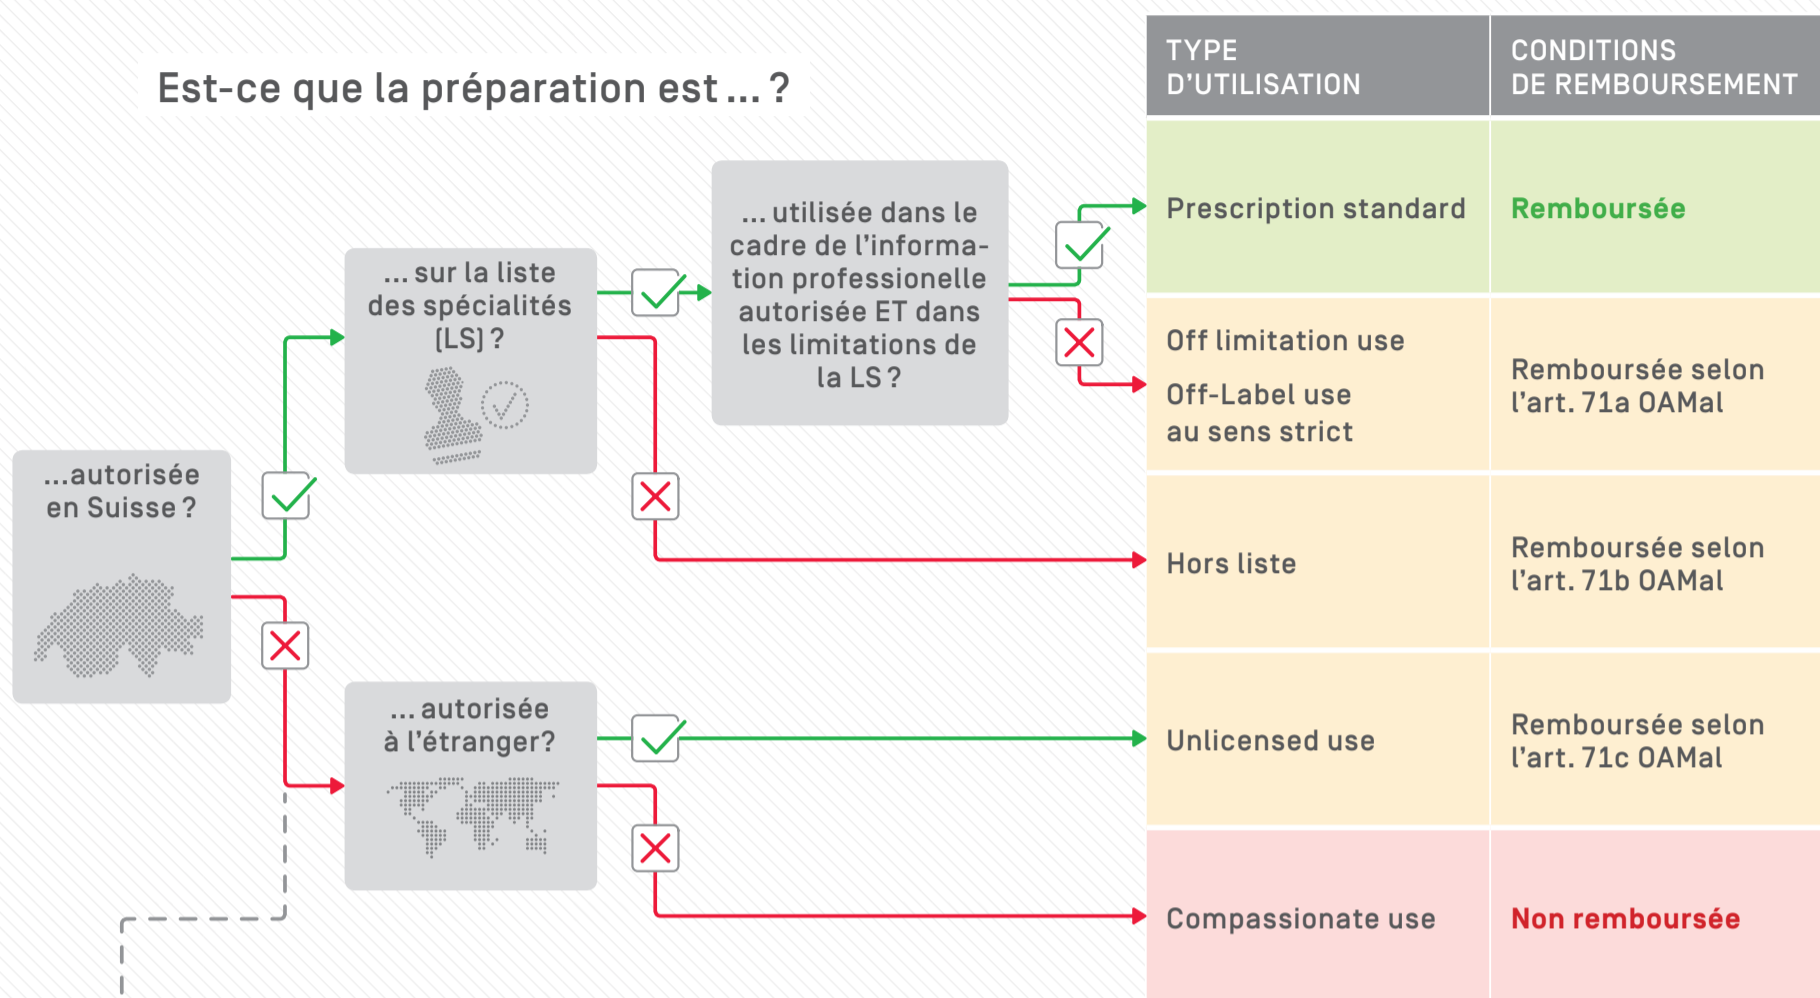 Est-ce que la préparation est ... ?
TYPE
D'UTILISATION
CONDITIONS
DE REMBOURSEMENT
...autorisée
en Suisse ?
... sur la liste
des spécialités
(LS) ?
... utilisée dans le
cadre de l'informa-
tion professionelle
autorisée ET dans
les limitations de
la LS ?
... autorisée
à l'étranger?
Prescription standard
Remboursée
Off limitation use
Off-Label use
au sens strict
Remboursée selon
l'art. 71a OAMal
Hors liste
Remboursée selon
l'art. 71b OAMal
Unlicensed use
Remboursée selon
l'art. 71c OAMal
Compassionate use
Non remboursée